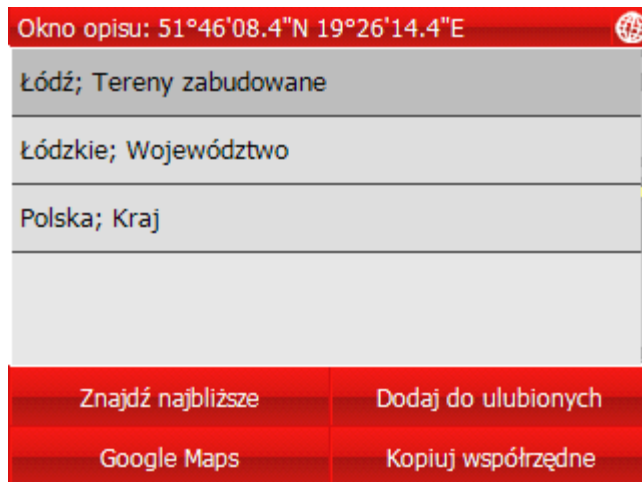 Okno opisu: 51°46'08.4"N 19°26'14.4"E
Łódź; Tereny zabudowane
Łódzkie; Województwo
Polska; Kraj
Znajdź najbliższe
Dodaj do ulubionych
Google Maps
Kopiuj współrzędne